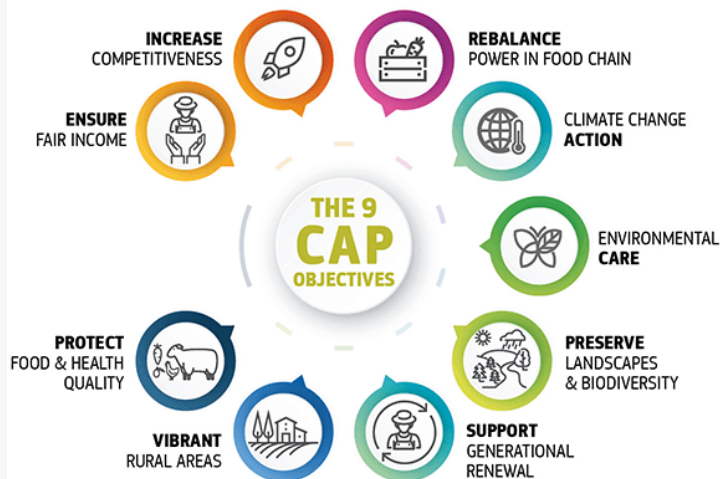 THE 9
CAP
OBJECTIVES
ENSURE
FAIR INCOME
INCREASE
COMPETITIVENESS
REBALANCE
POWER IN FOOD CHAIN
CLIMATE CHANGE
ACTION
ENVIRONMENTAL
CARE
PRESERVE
LANDSCAPES
& BIODIVERSITY
SUPPORT
GENERATIONAL
RENEWAL
VIBRANT
RURAL AREAS
PROTECT
FOOD & HEALTH
QUALITY